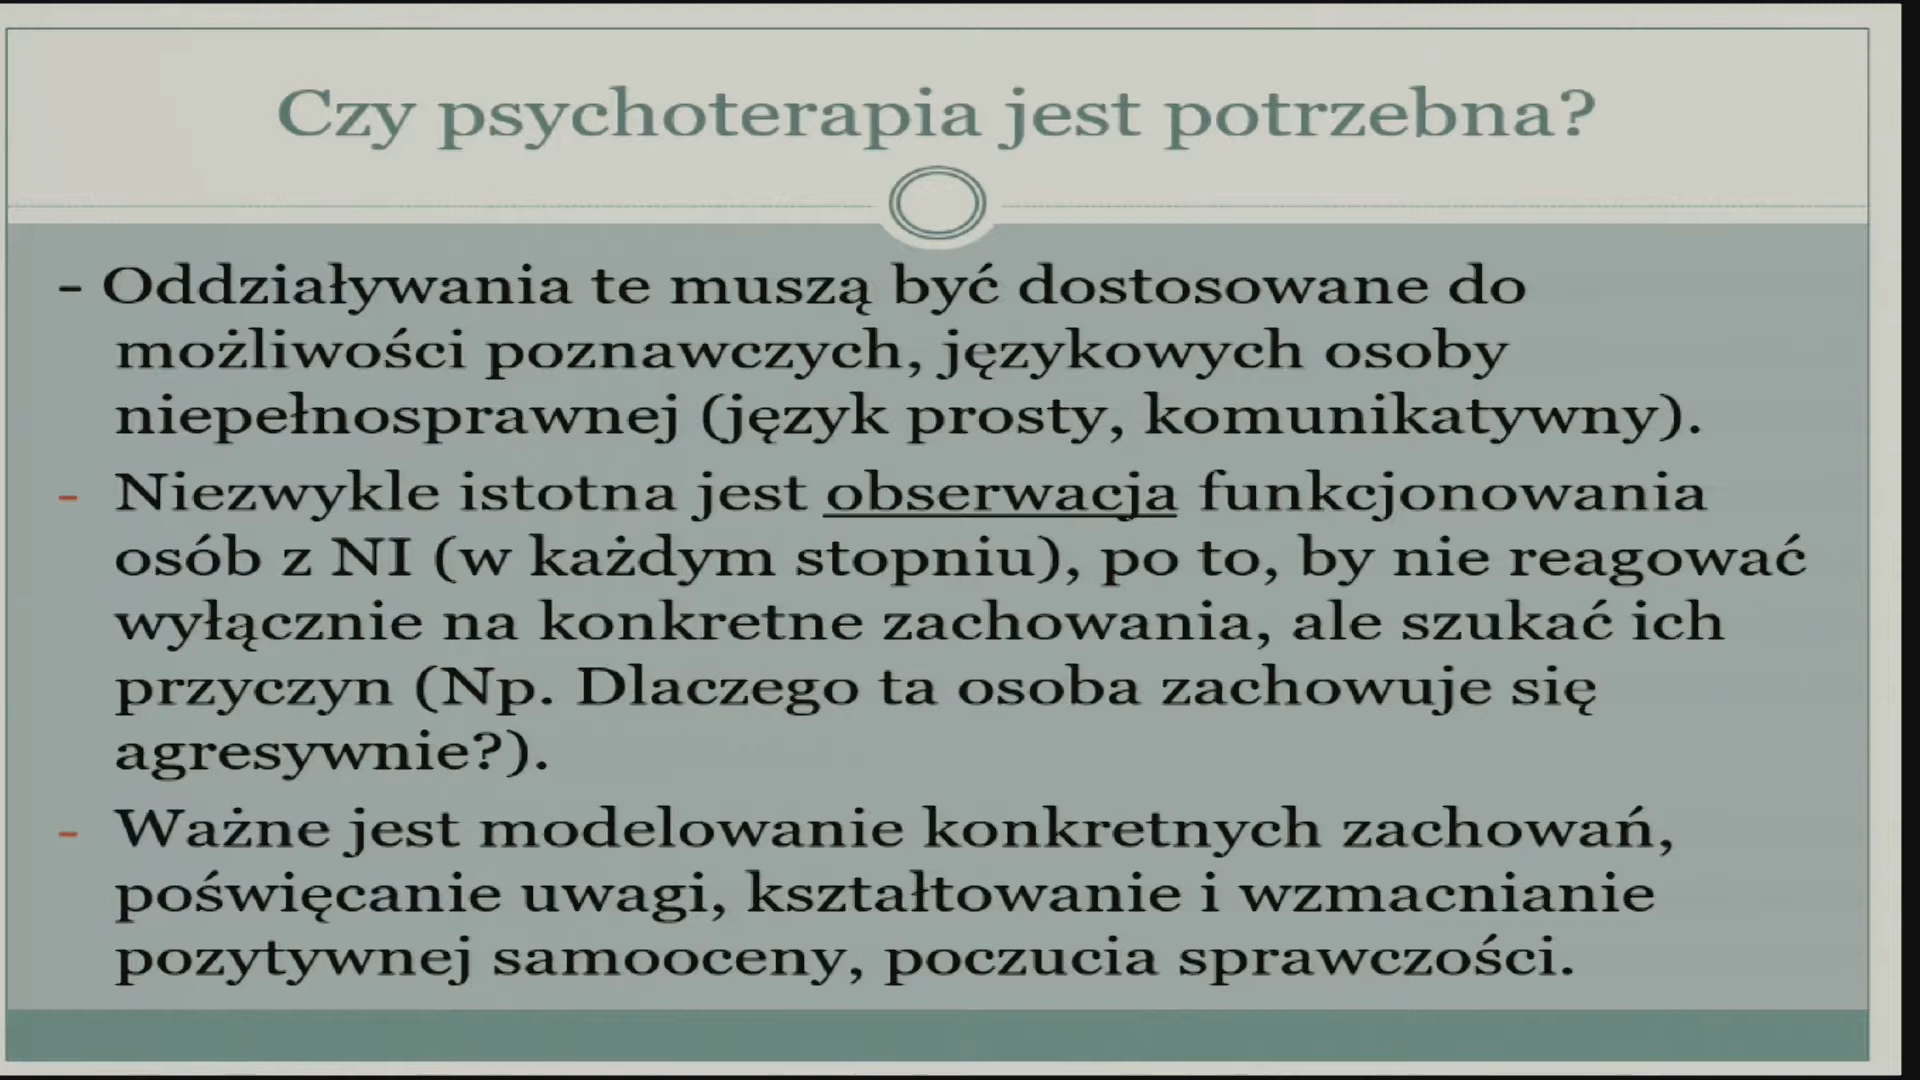 Czy psychoterapia jest potrzebna?
- Oddziaływania te muszą być dostosowane do
możliwości poznawczych, językowych osoby
niepełnosprawnej (język prosty, komunikatywny).
- Niezwykle istotna jest obserwacja funkcjonowania
osób z NI (w każdym stopniu), po to, by nie reagować
wyłącznie na konkretne zachowania, ale szukać ich
przyczyn (Np. Dlaczego ta osoba zachowuje się
agresywnie?).
- Ważne jest modelowanie konkretnych zachowań,
poświęcanie uwagi, kształtowanie i wzmacnianie
pozytywnej samooceny, poczucia sprawczości.